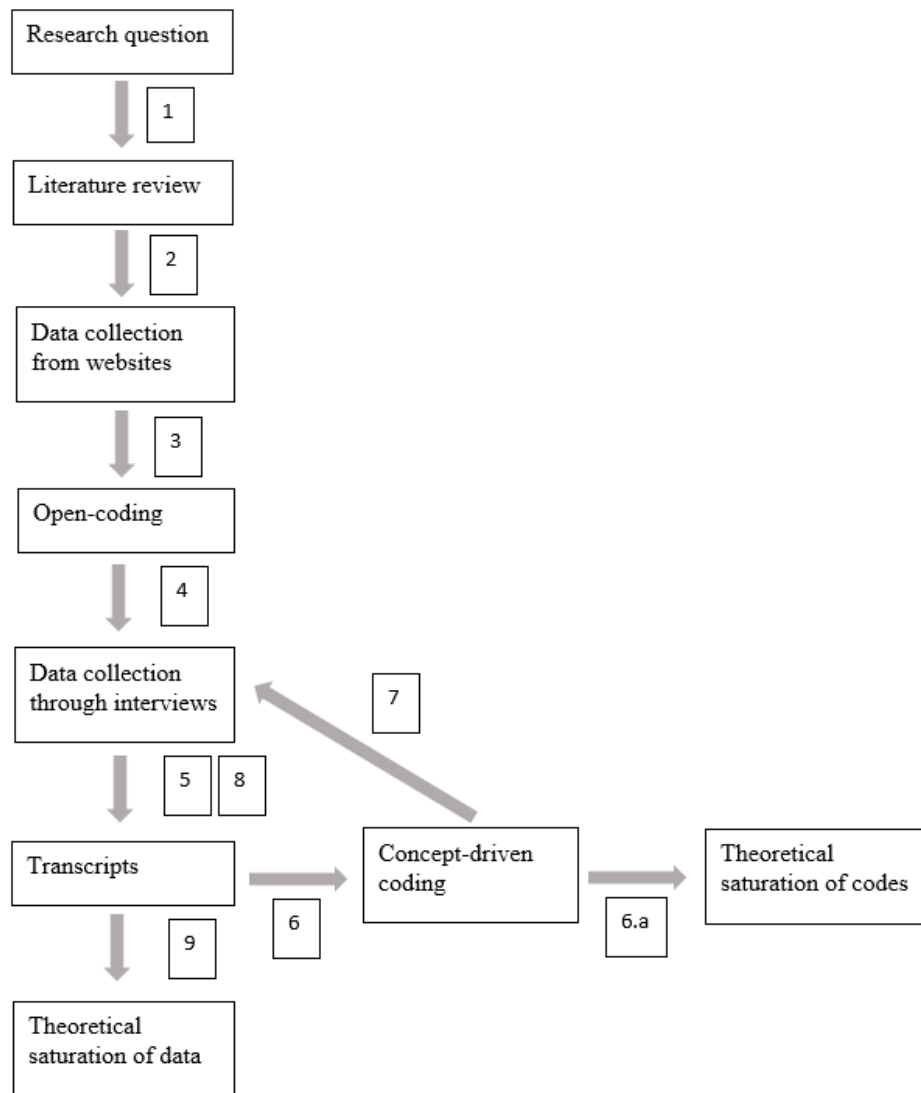 Research question
1
Literature review
2
Data collection
from websites
3
Open-coding
4
Data collection
through interviews
7
5
8
Transcripts
Concept-driven
coding
Theoretical
saturation of codes
6
6.a
9
Theoretical
saturation of data